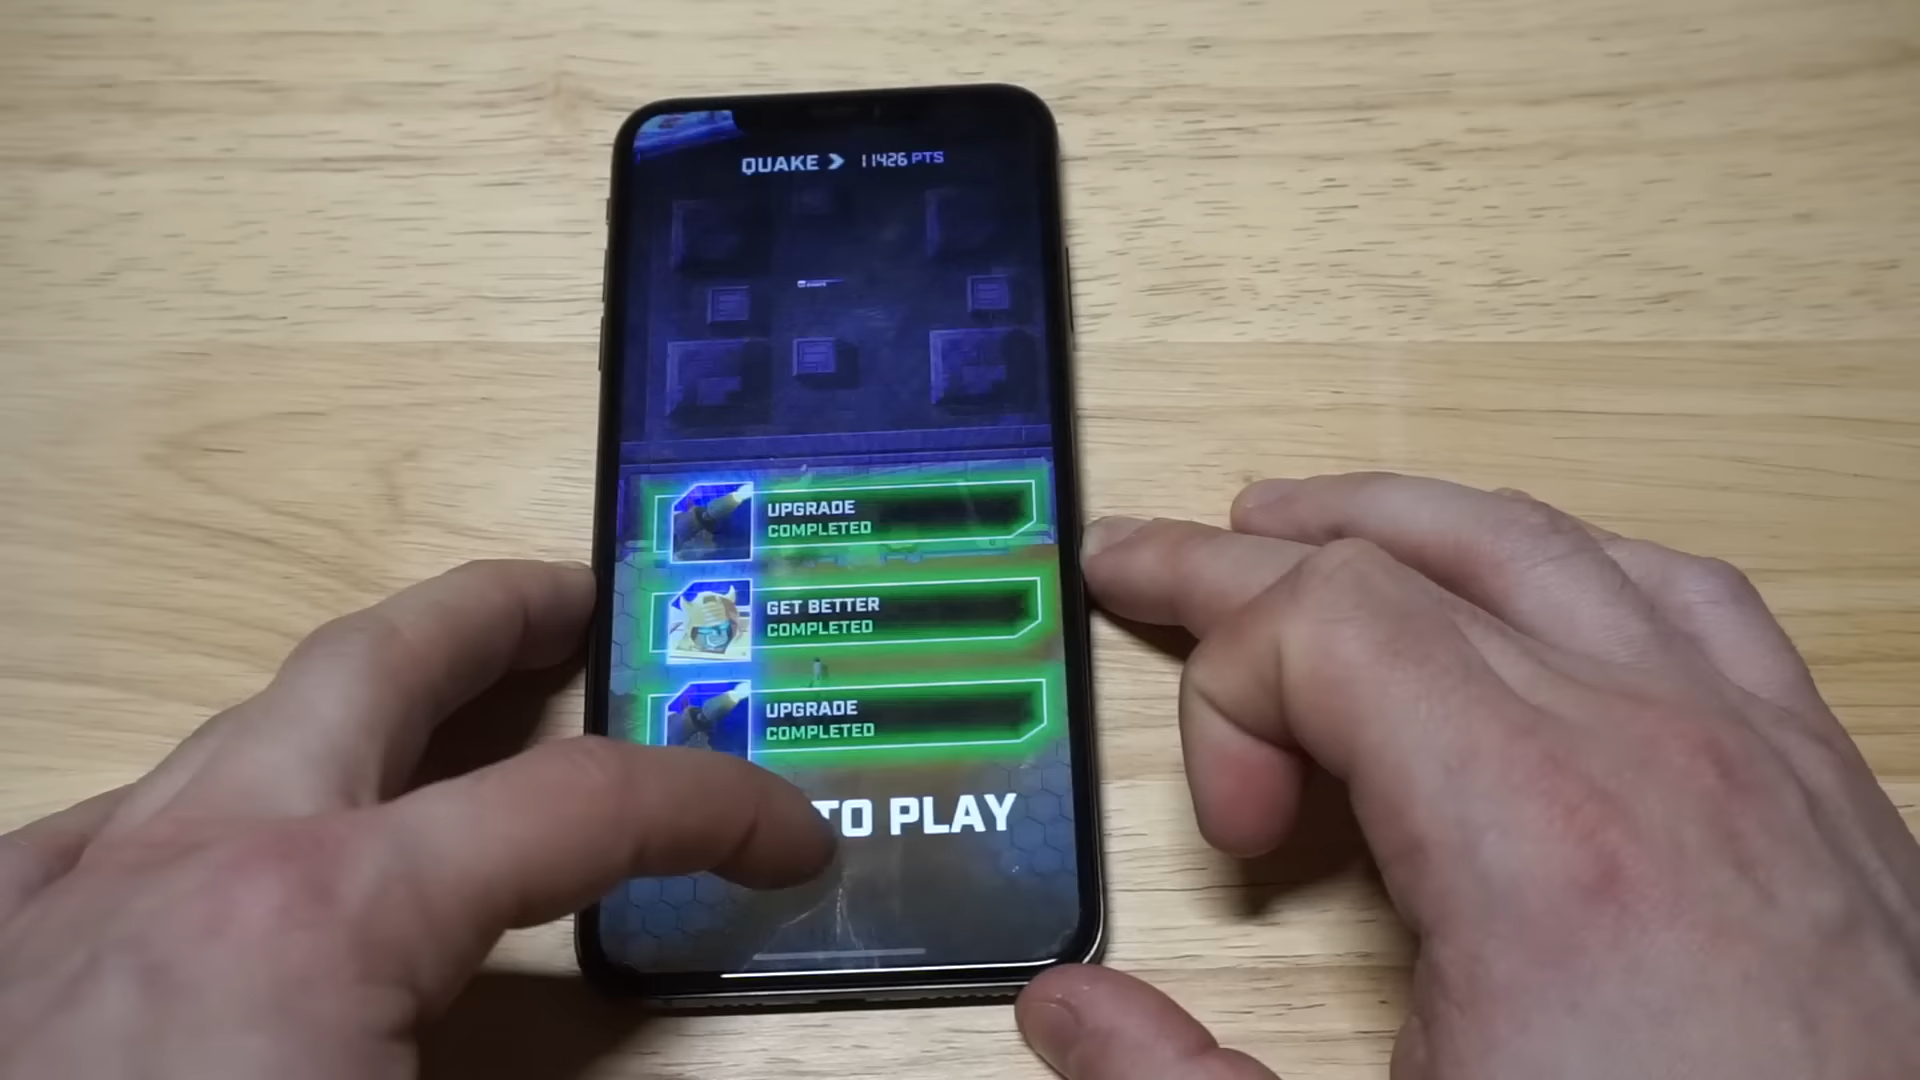 QUAKE > 11426 PTS
UPGRADE
COMPLETED
GET BETTER
COMPLETED
UPGRADE
COMPLETED
TO PLAY